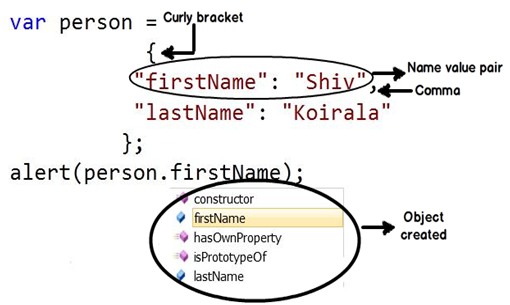 var person = Curly bracket
{
"firstName": "Shiv", Name value pair
Comma
"lastName": "Koirala"
};
alert(person.firstName);
constructor
firstName
hasOwnProperty
isPrototypeOf
lastName
Object
created